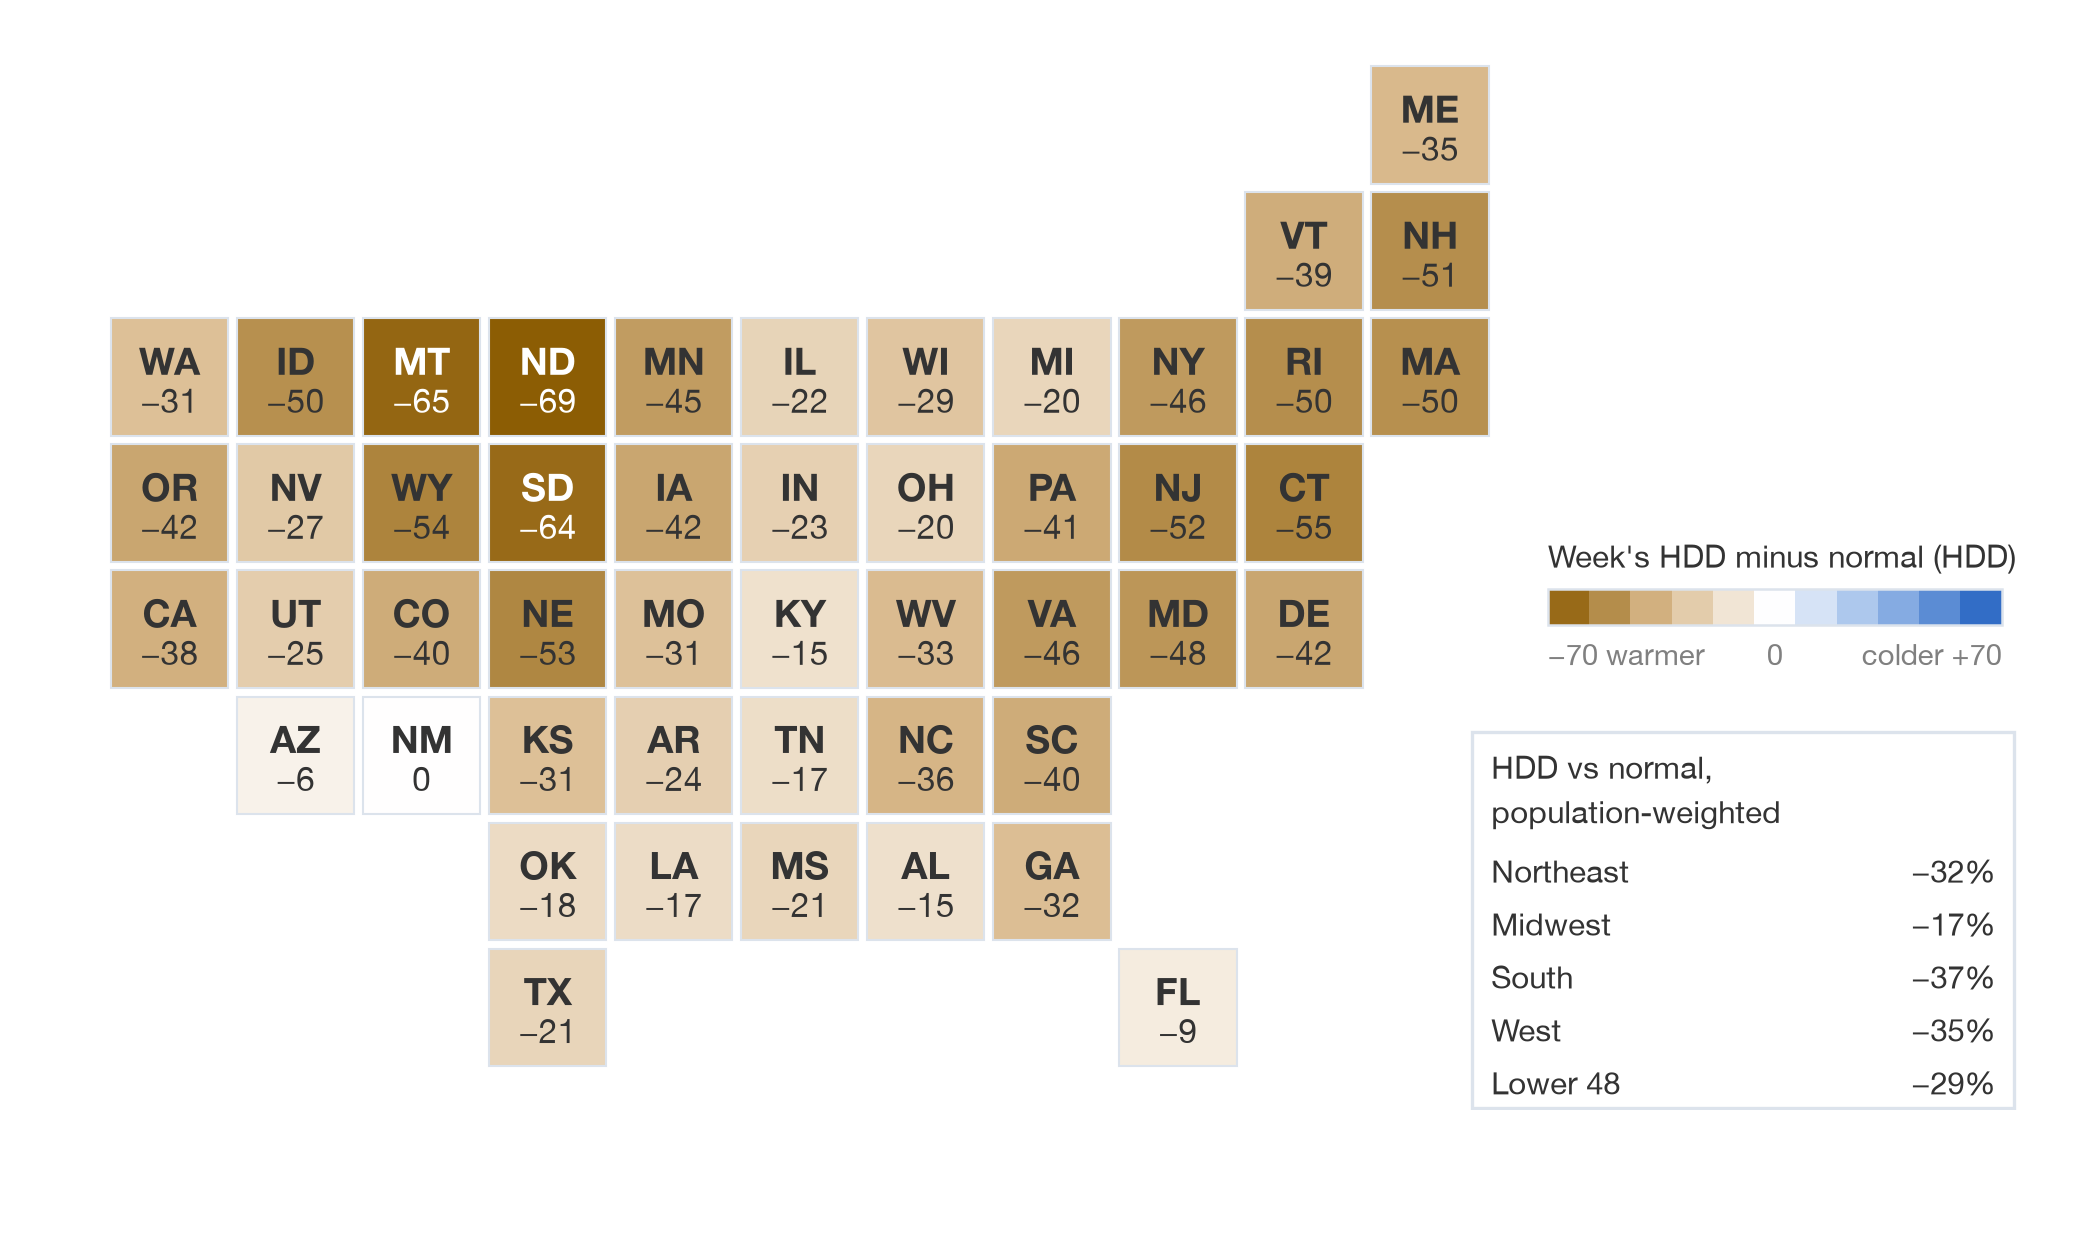 ME
−35
VT
−39
NH
−51
WA
−31
ID
−50
MT
−65
ND
−69
MN
−45
IL
−22
WI
−29
MI
−20
NY
−46
RI
−50
MA
−50
OR
−42
NV
−27
WY
−54
SD
−64
IA
−42
IN
−23
OH
−20
PA
−41
NJ
−52
CT
−55
CA
−38
UT
−25
CO
−40
NE
−53
MO
−31
KY
−15
WV
−33
VA
−46
MD
−48
DE
−42
AZ
−6
NM
0
KS
−31
AR
−24
TN
−17
NC
−36
SC
−40
OK
−18
LA
−17
MS
−21
AL
−15
GA
−32
TX
−21
FL
−9
Week's HDD minus normal (HDD)
−70 warmer 0 colder +70
HDD vs normal,
population-weighted
Northeast −32%
Midwest −17%
South −37%
West −35%
Lower 48 −29%